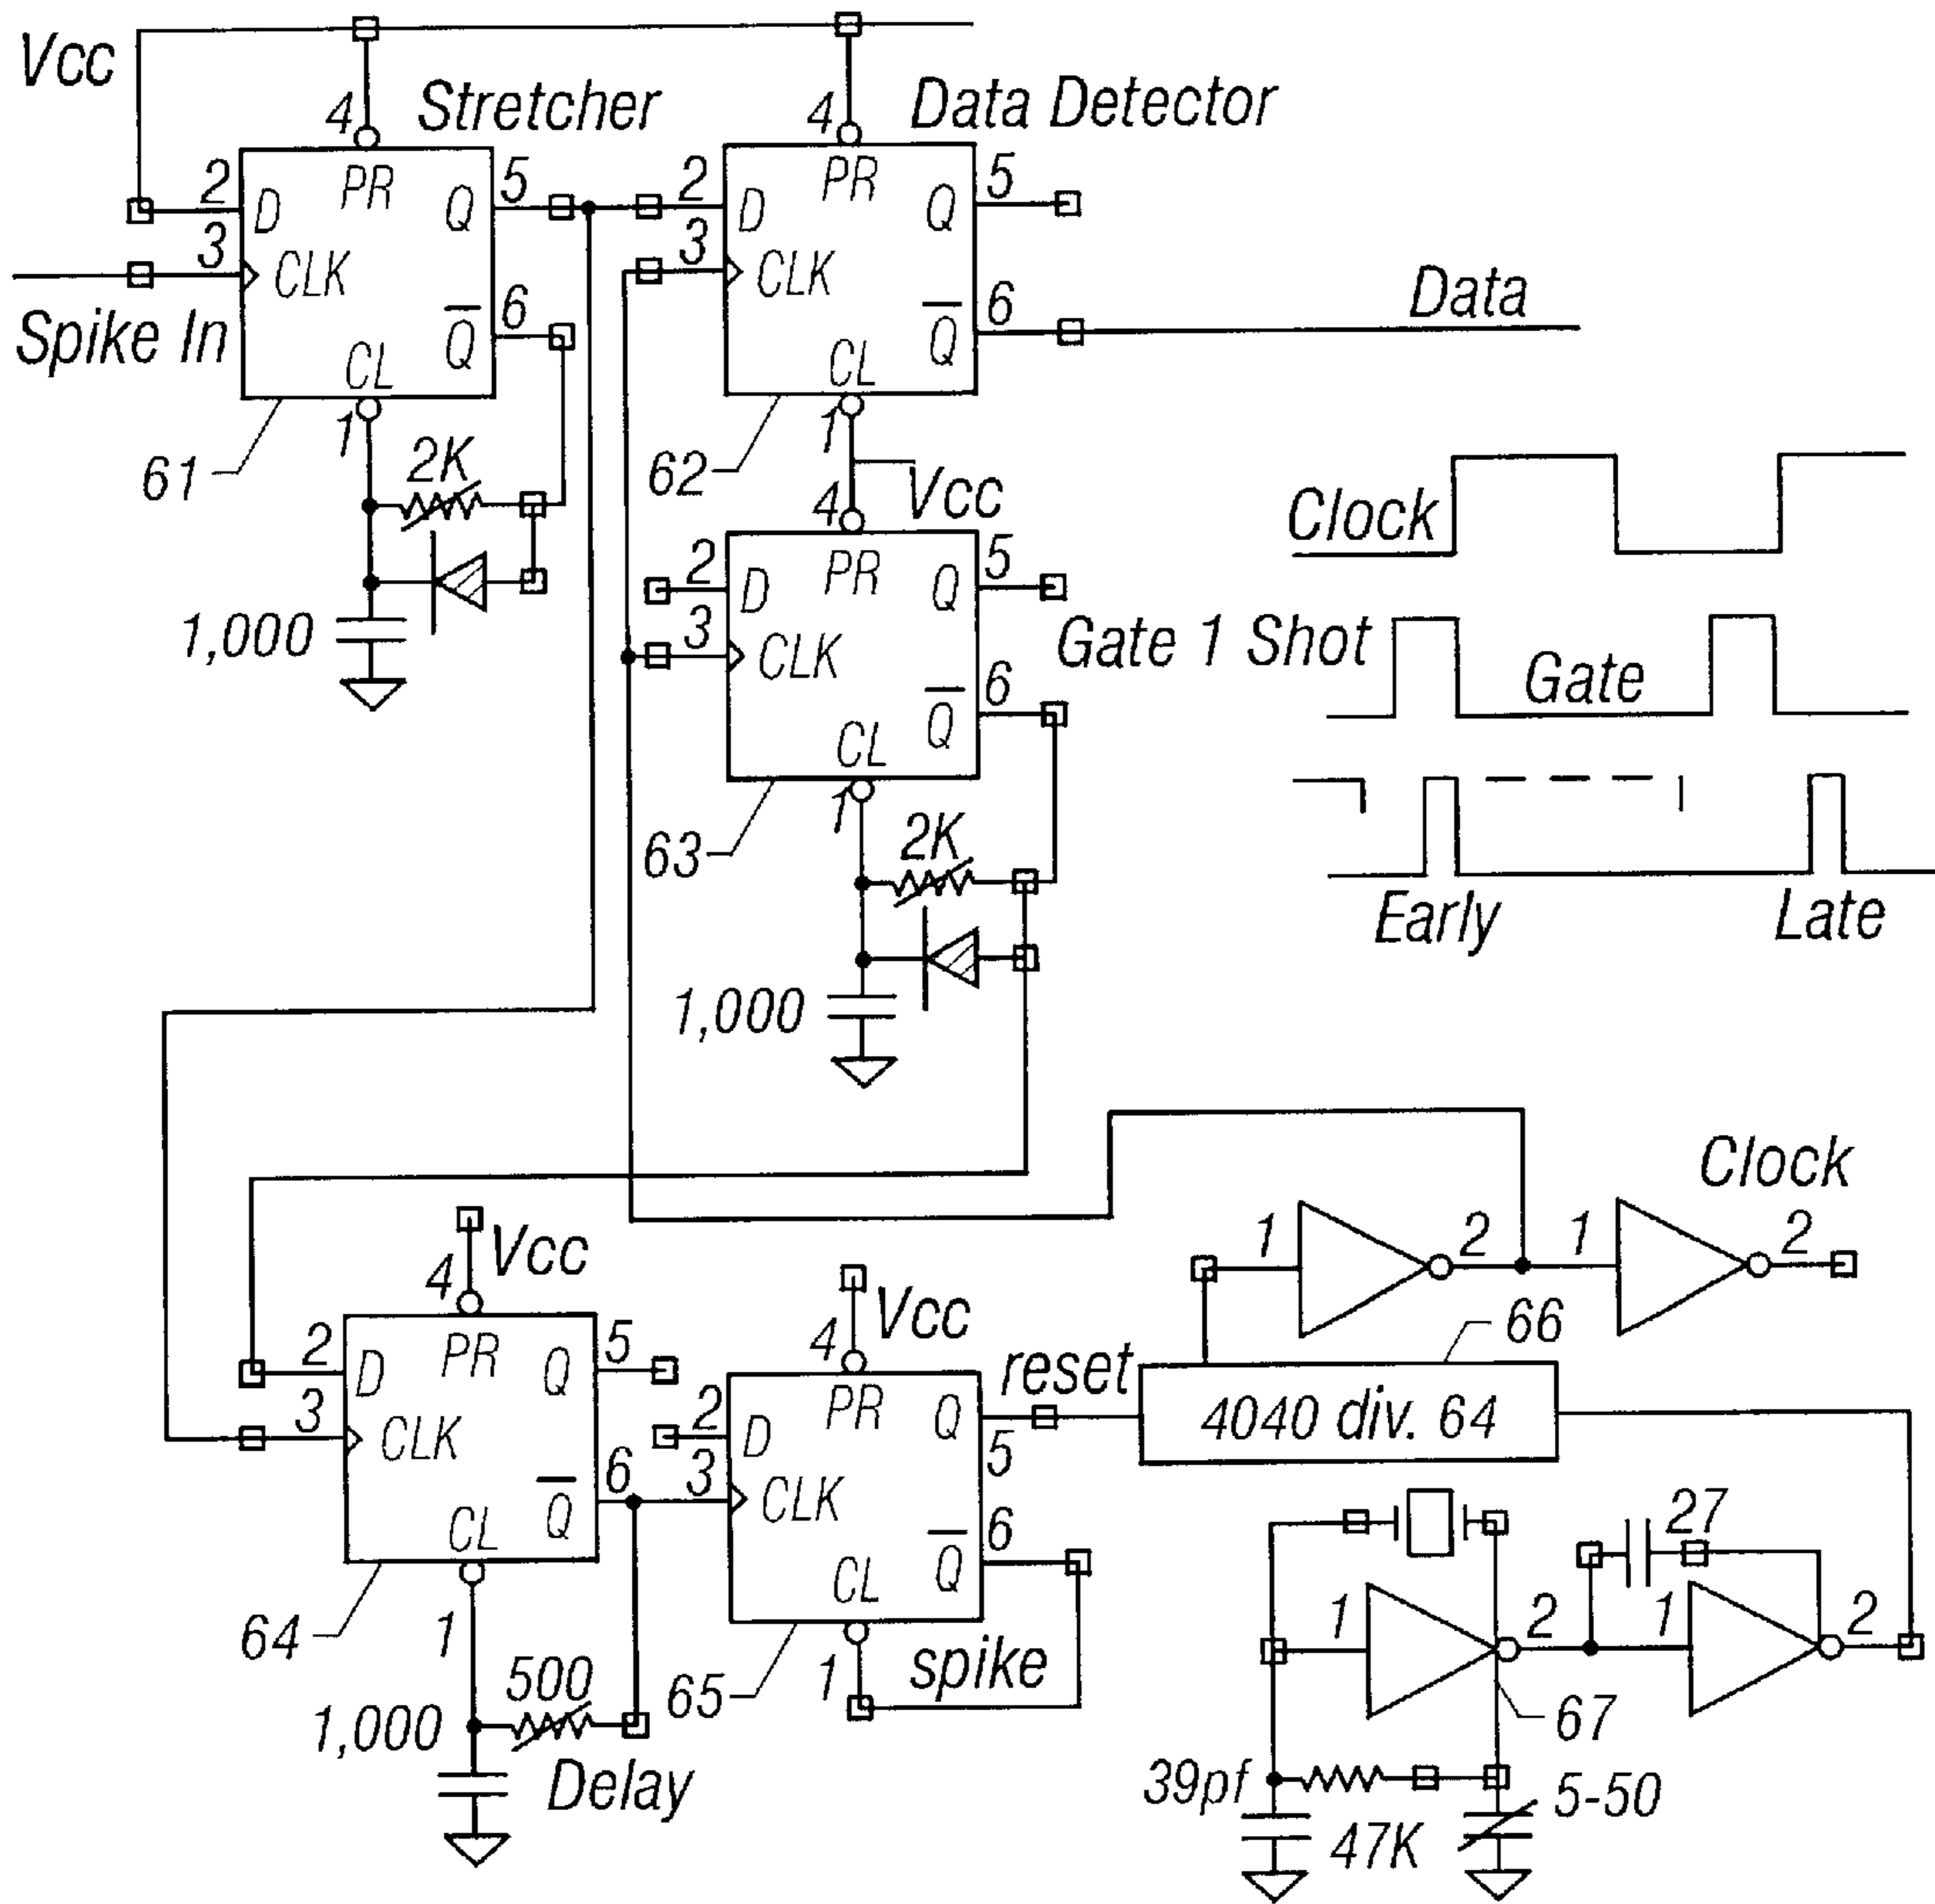 Vcc
Stretcher
Data Detector
4
4
2
D
PR
Q
5
3
CLK
Q
6
CL
1
Spike In
2
D
PR
Q
5
3
CLK
Q
6
CL
1
Data
61
2K
1,000
62
Vcc
4
2
D
PR
Q
5
3
CLK
Q
6
CL
1
Gate 1 Shot
63
2K
1,000
Clock
Gate
Early
Late
Vcc
4
2
D
PR
Q
5
3
CLK
Q
6
CL
1
64
500
1,000
Delay
Vcc
4
2
D
PR
Q
5
3
CLK
Q
6
CL
1
65
spike
reset
4040 div. 64
66
1
2
1
2
Clock
27
1
2
1
2
67
39pf
47K
5-50